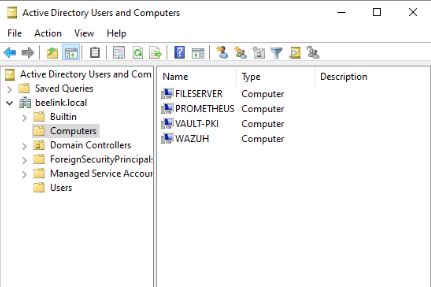 Active Directory Users and Computers
File Action View Help
Active Directory Users and Com
Saved Queries
beelink.local
Builtin
Computers
Domain Controllers
ForeignSecurityPrincipals
Managed Service Accour
Users
Name Type Description
FILESERVER Computer
PROMETHEUS Computer
VAULT-PKI Computer
WAZUH Computer